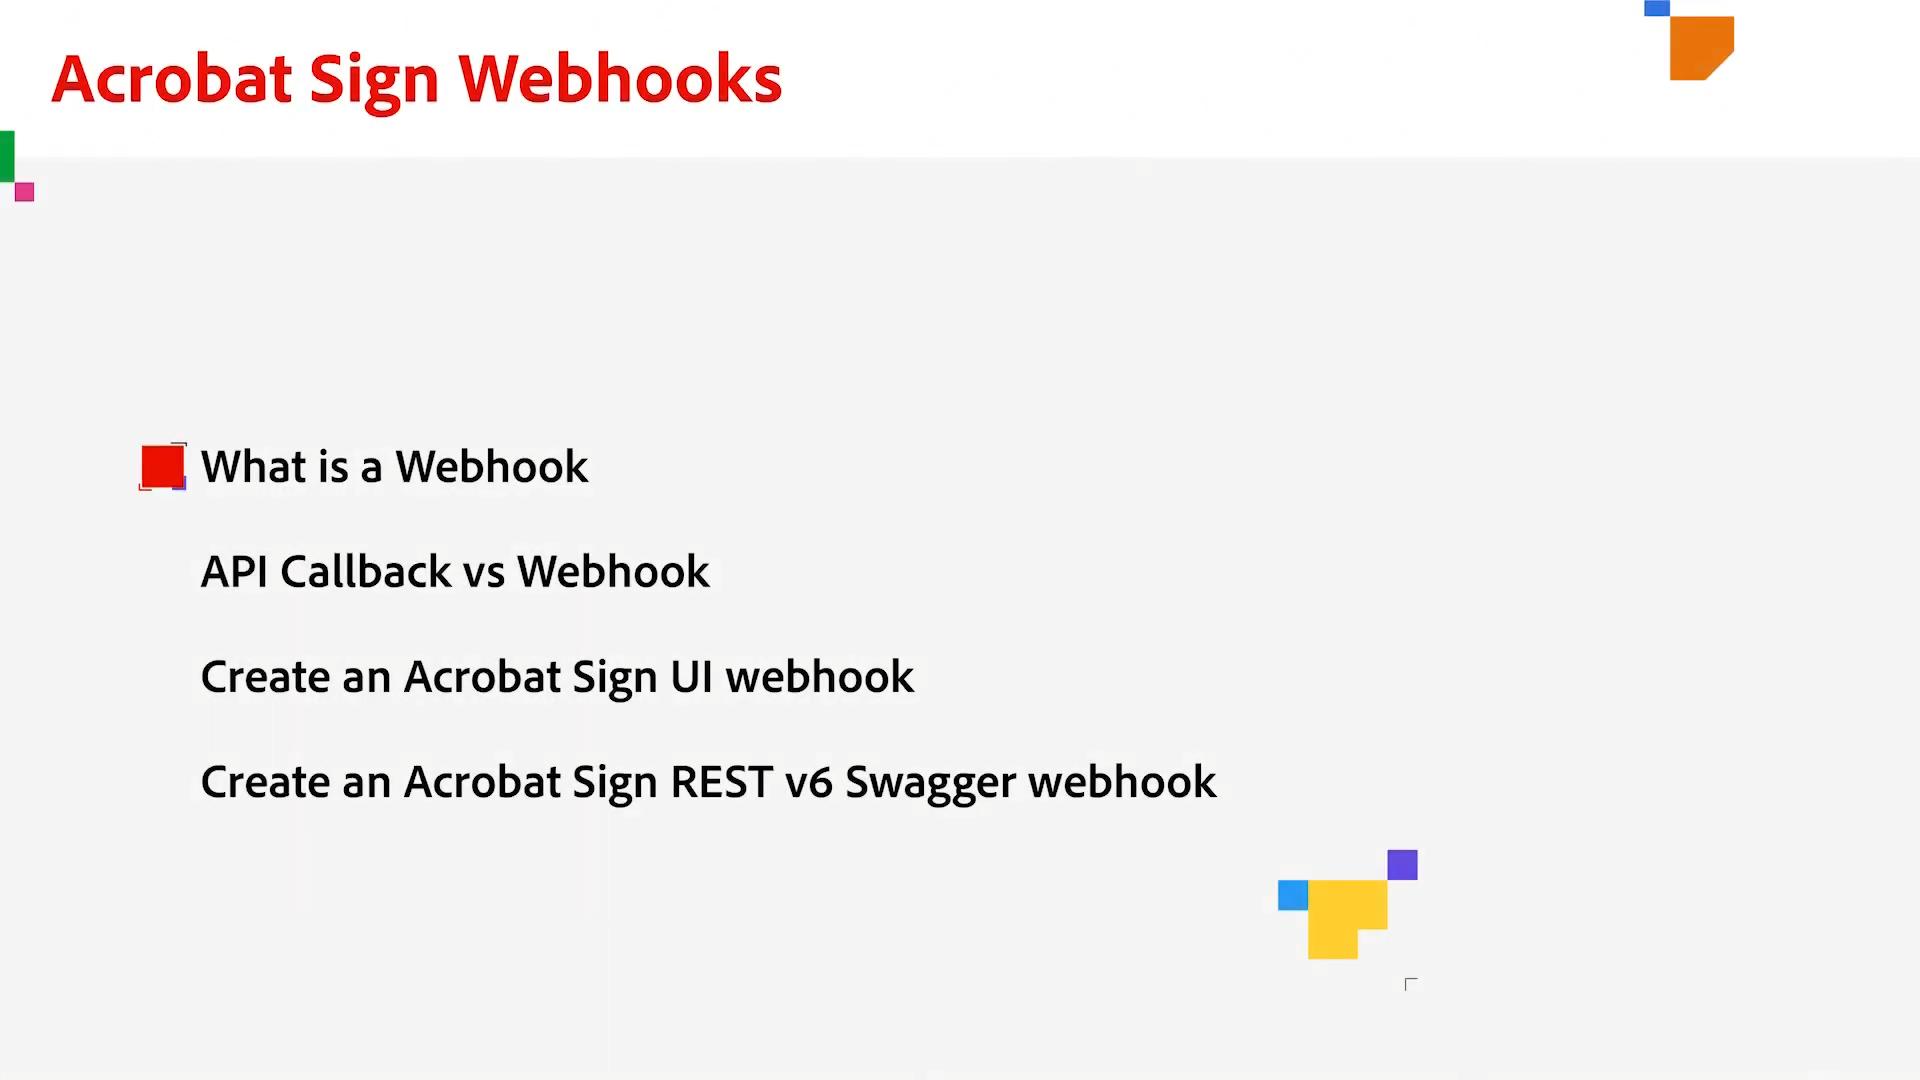 Acrobat Sign Webhooks
What is a Webhook
API Callback vs Webhook
Create an Acrobat Sign UI webhook
Create an Acrobat Sign REST v6 Swagger webhook